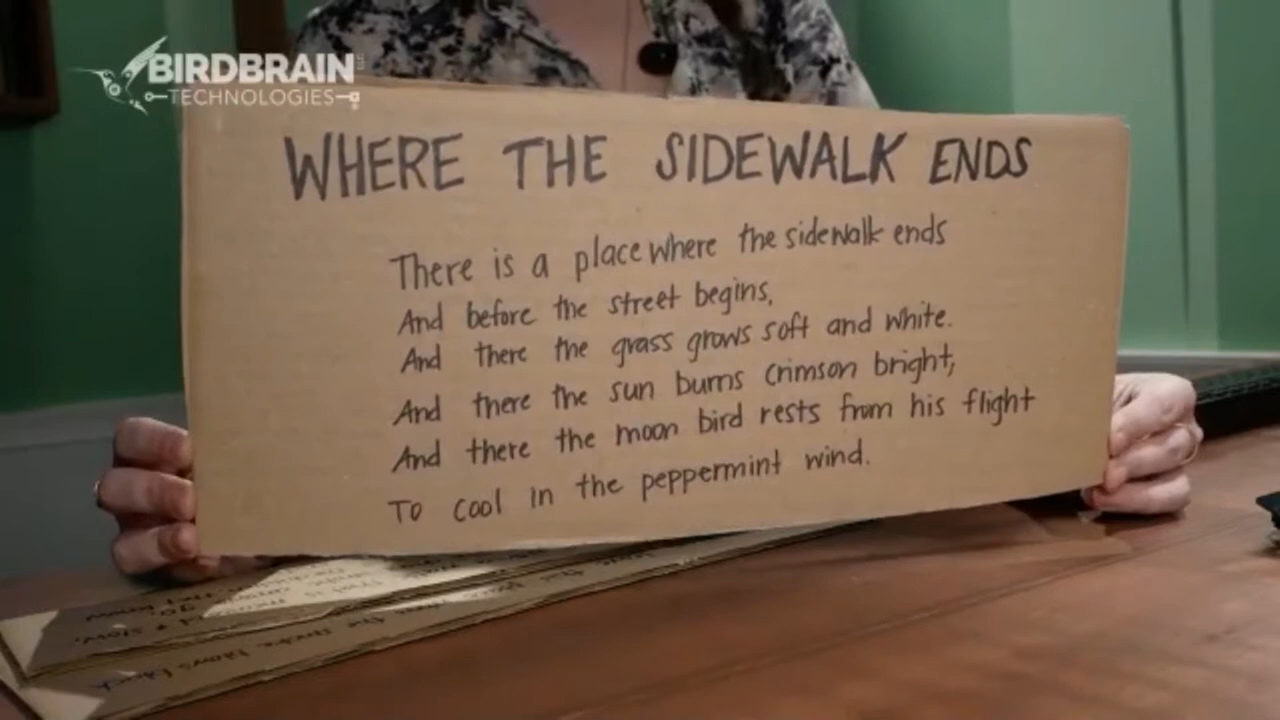 BIRDBRAIN LLC
TECHNOLOGIES
WHERE THE SIDEWALK ENDS
There is a place where the sidewalk ends
And before the street begins,
And there the grass grows soft and white.
And there the sun burns crimson bright,
And there the moon bird rests from his flight
To cool in the peppermint wind.